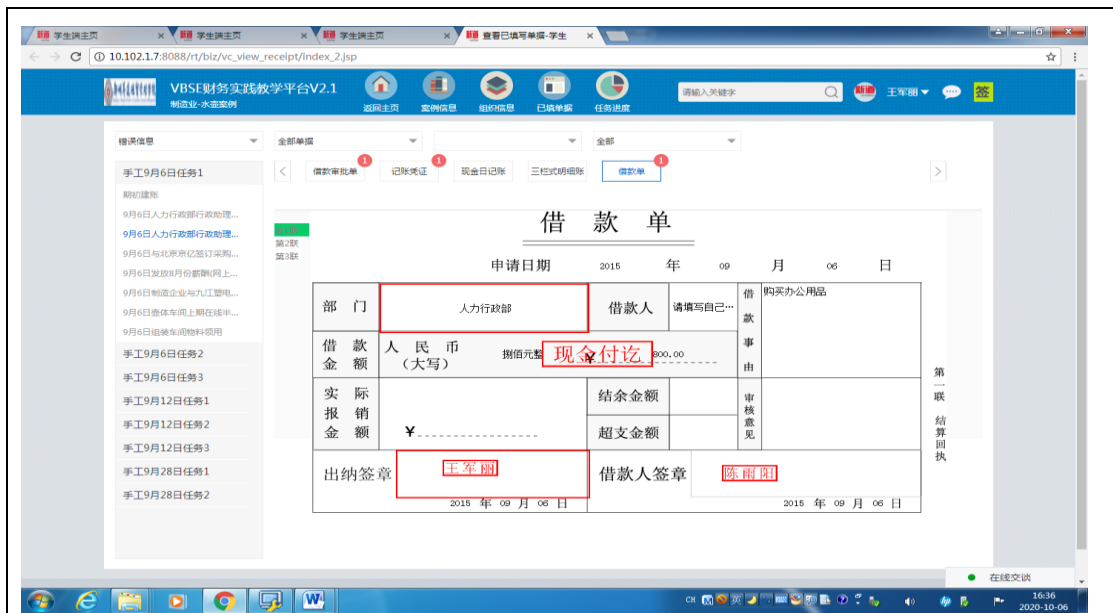 学生端主页
学生端主页
学生端主页
查看已填写单据-学生
10.102.1.7:8088/rt/biz/vc_view_receipt/index_2.jsp
VBSE财务实践教学平台V2.1
制造业-水壶案例
返回主页
案例信息
组织信息
已填单据
任务进度
请输入关键字
王军丽
签
错误信息
全部单据
全部
借款审批单
1
记账凭证
1
现金日记账
三栏式明细账
借款单
1
手工9月6日任务1
期初建账
9月6日人力行政部行政助理...
9月6日人力行政部行政助理...
9月6日与北京京亿签订采购...
9月6日发放8月份薪酬(网上...
9月6日制造企业与九江塑电...
9月6日壶体车间上期在线半...
9月6日组装车间物料领用
手工9月6日任务2
手工9月6日任务3
手工9月12日任务1
手工9月12日任务2
手工9月12日任务3
手工9月28日任务1
手工9月28日任务2
第2联
第3联
借 款 单
申请日期 2015 年 09 月 06 日
部 门 人力行政部 借款人 请填写自己… 借款事由 购买办公用品
借 款 金 额 人 民 币 (大写) 捌佰元整 ¥ 800.00
现金付讫
实 际 报 销 金 额 ¥
结余金额
超支金额
审核意见
出纳签章 王军丽
2015 年 09 月 06 日
借款人签章 陈雨阳
2015 年 09 月 06 日
第一联 结算回执
在线交谈
CH
英
16:36
2020-10-06